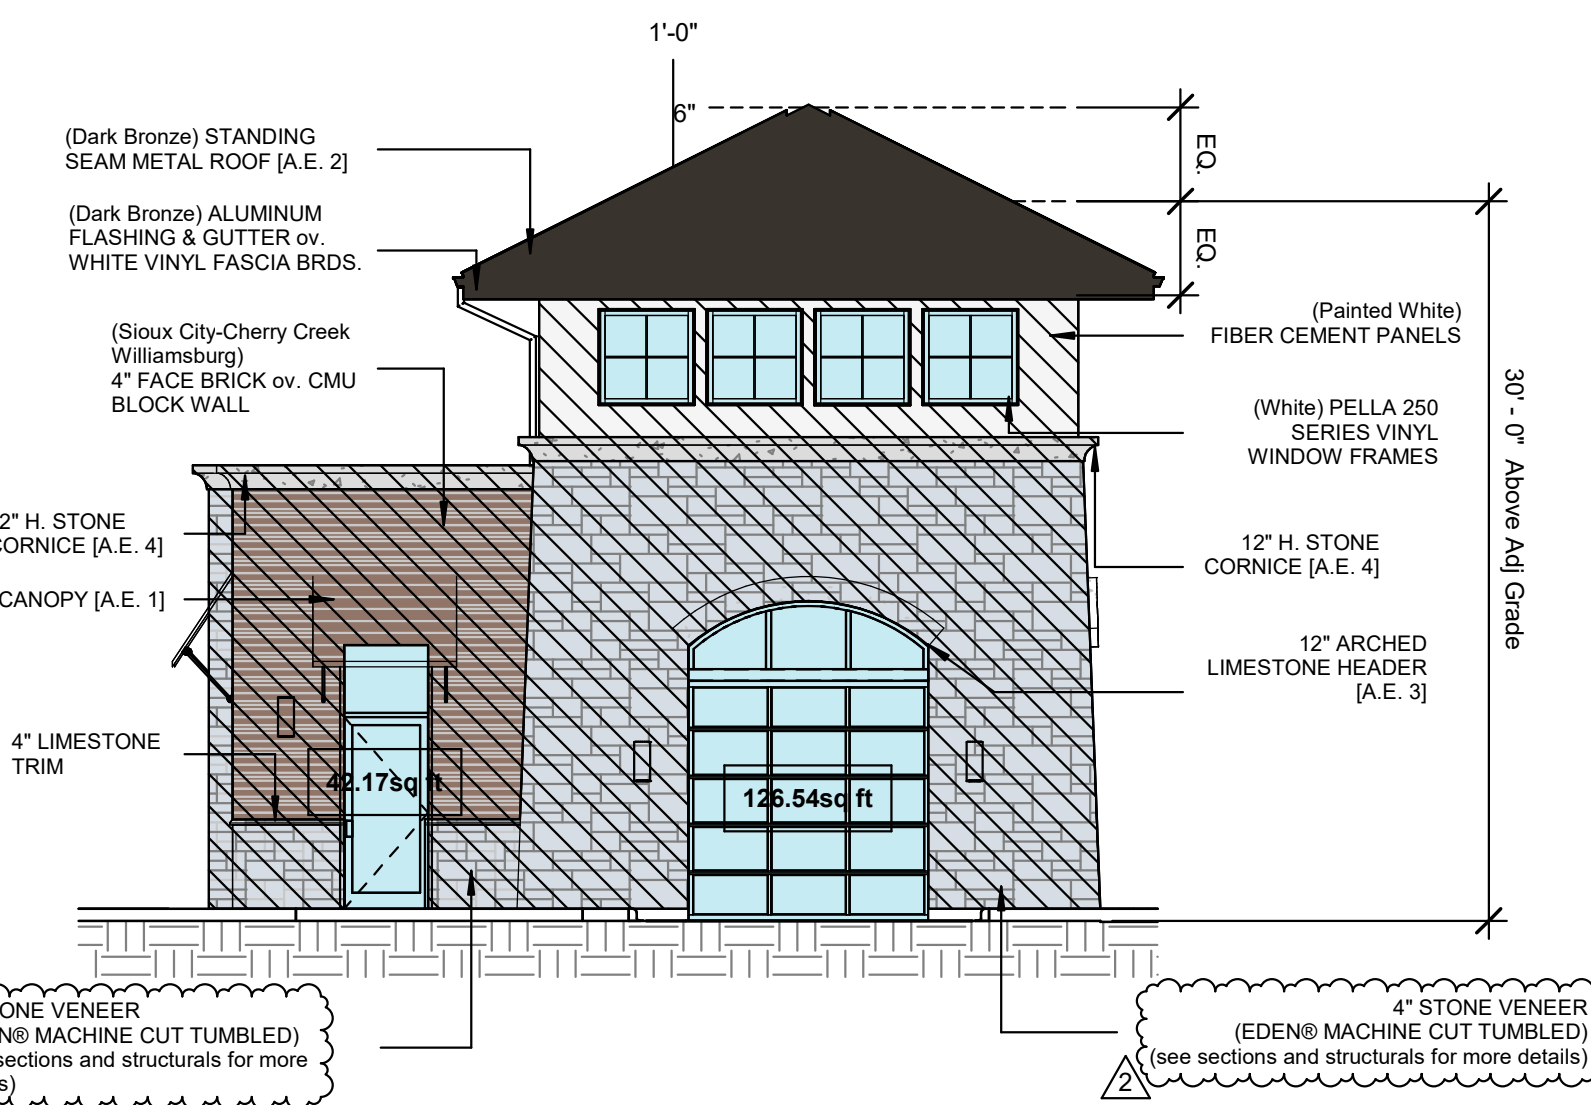 1'-0"
6"
(Dark Bronze) STANDING
SEAM METAL ROOF [A.E. 2]
(Dark Bronze) ALUMINUM
FLASHING & GUTTER ov.
WHITE VINYL FASCIA BRDS.
(Sioux City-Cherry Creek
Williamsburg)
4" FACE BRICK ov. CMU
BLOCK WALL
2" H. STONE
CORNICE [A.E. 4]
CANOPY [A.E. 1]
4" LIMESTONE
TRIM
42.17sq ft
126.54sq ft
EQ.
EQ.
(Painted White)
FIBER CEMENT PANELS
(White) PELLA 250
SERIES VINYL
WINDOW FRAMES
12" H. STONE
CORNICE [A.E. 4]
12" ARCHED
LIMESTONE HEADER
[A.E. 3]
30' - 0" Above Adj Grade
ONE VENEER
N® MACHINE CUT TUMBLED)
sections and structurals for more
s)
4" STONE VENEER
(EDEN® MACHINE CUT TUMBLED)
(see sections and structurals for more details)
2